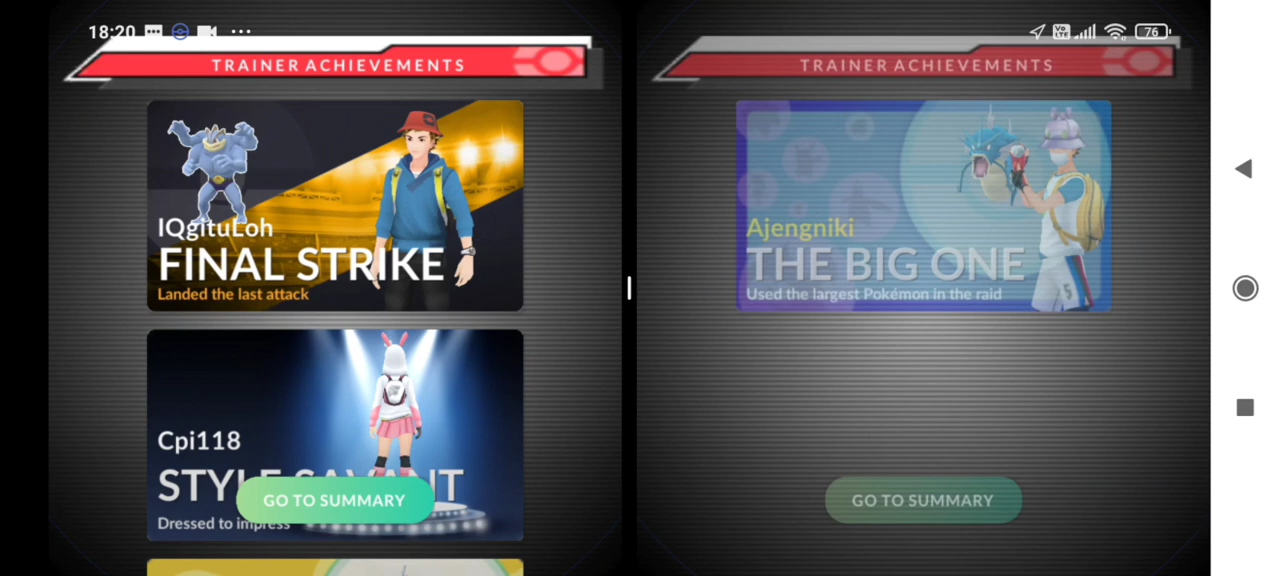 18:20
76
TRAINER ACHIEVEMENTS
IQgituLoh
FINAL STRIKE
Landed the last attack
Cpi118
Dressed to impress
GO TO SUMMARY
TRAINER ACHIEVEMENTS
Ajengniki
THE BIG ONE
Used the largest Pokémon in the raid
GO TO SUMMARY